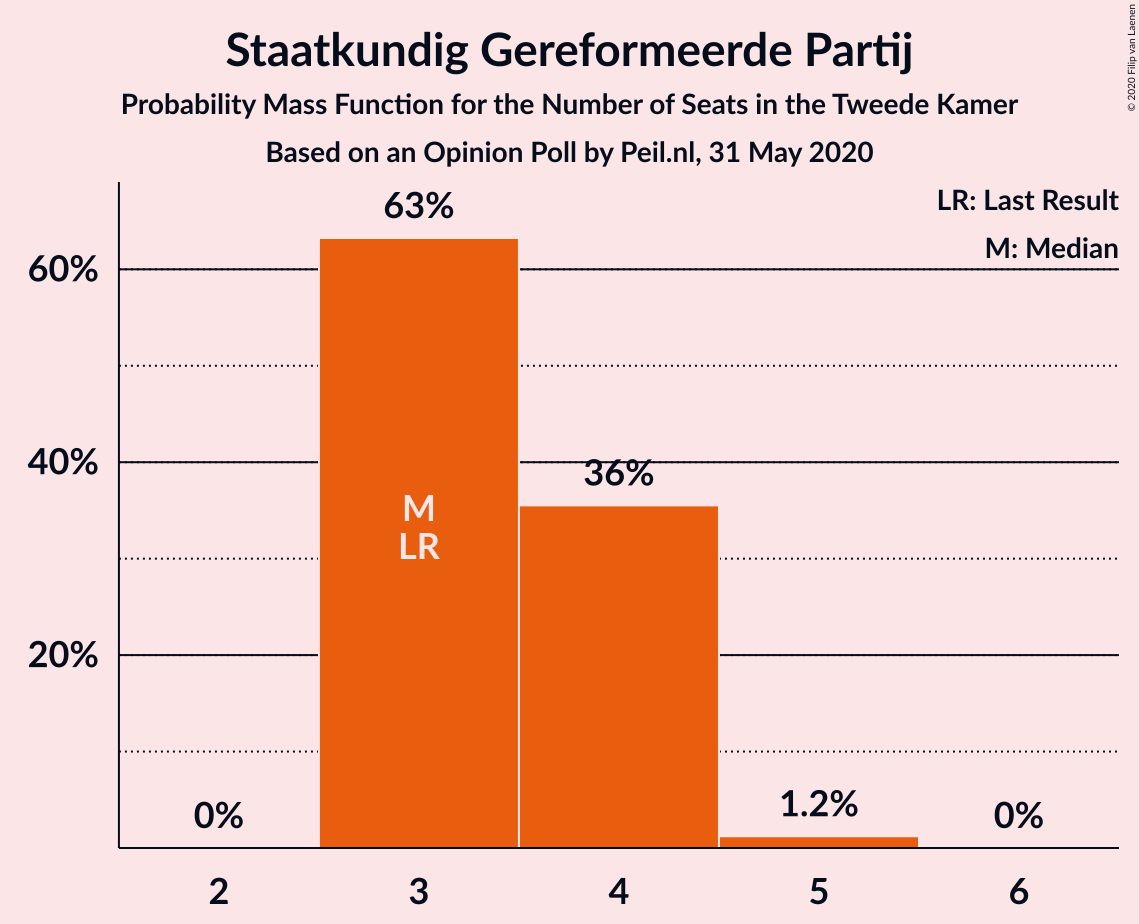 Staatkundig Gereformeerde Partij
Probability Mass Function for the Number of Seats in the Tweede Kamer
Based on an Opinion Poll by Peil.nl, 31 May 2020
© 2020 Filip van Laenen
LR: Last Result
M: Median
63%
60%
40%
36%
M
LR
20%
1.2%
0%
0%
2
3
4
5
6